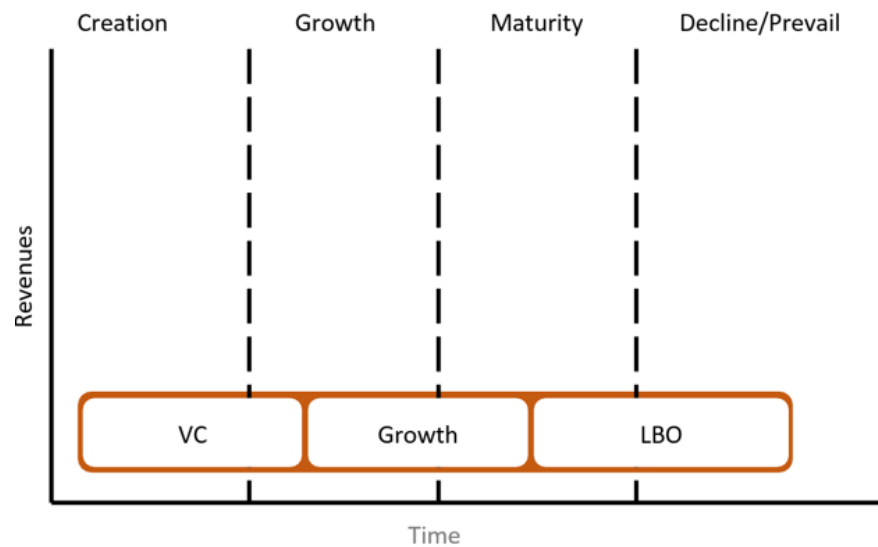 Creation
Growth
Maturity
Decline/Prevail
Revenues
VC
Growth
LBO
Time